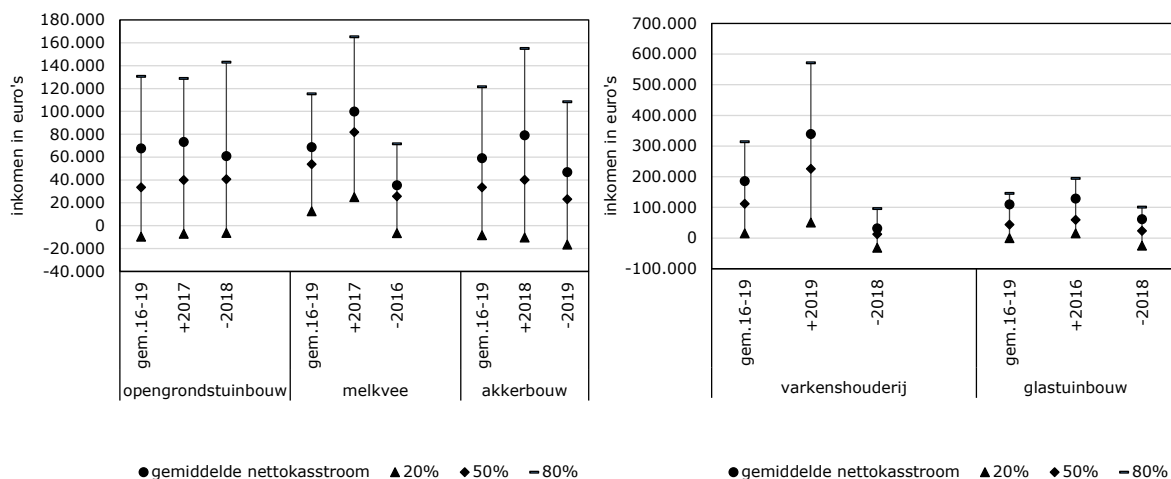 180.000
160.000
140.000
120.000
100.000
80.000
60.000
40.000
20.000
0
-20.000
-40.000
inkomen in euro's
gem.16-19
+2017
-2018
gem.16-19
+2017
-2016
gem.16-19
+2018
-2019
opengrondstuinbouw
melkvee
akkerbouw
gemiddelde nettokasstroom 20% 50% 80%
700.000
600.000
500.000
400.000
300.000
200.000
100.000
0
-100.000
inkomen in euro's
gem.16-19
+2019
-2018
gem.16-19
+2016
-2018
varkenshouderij
glastuinbouw
gemiddelde nettokasstroom 20% 50% 80%